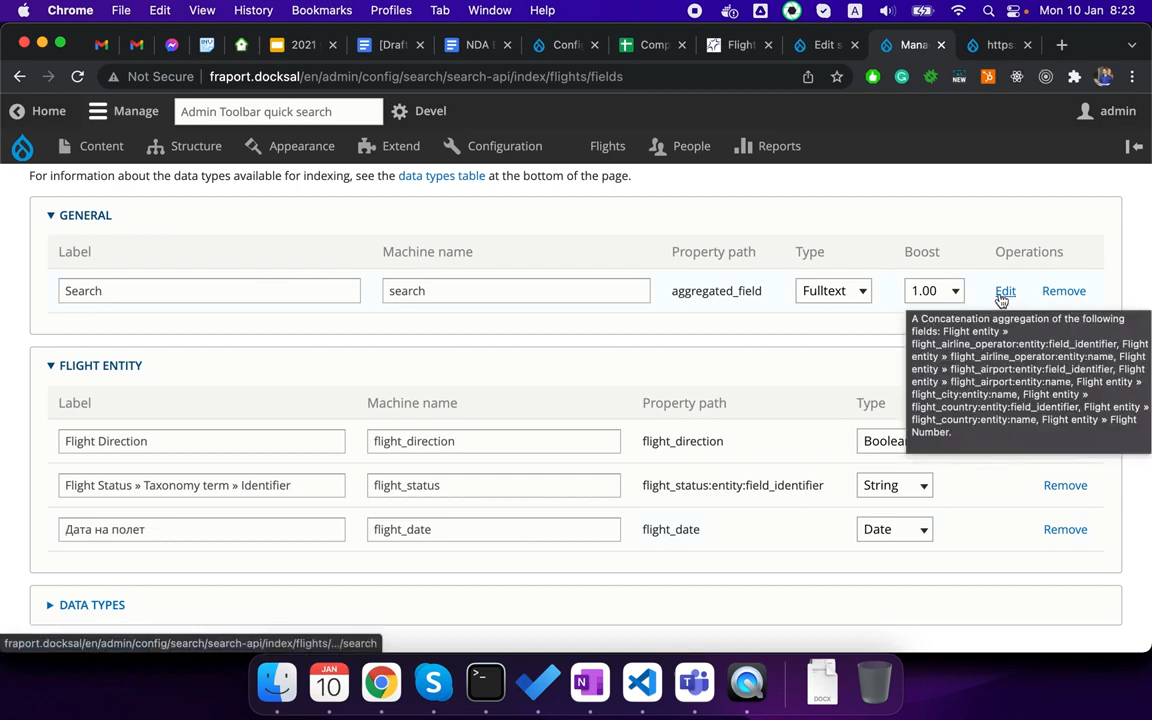 Chrome File Edit View History Bookmarks Profiles Tab Window Help A Mon 10 Jan 8:23
2021 [Draft NDA E Confi Comp Flight Edit s Mana https:
Not Secure fraport.docksal/en/admin/config/search/search-api/index/flights/fields NEW
Home Manage Admin Toolbar quick search Devel admin
Content Structure Appearance Extend Configuration Flights People Reports
For information about the data types available for indexing, see the data types table at the bottom of the page.
GENERAL
Label Machine name Property path Type Boost Operations
Search search aggregated_field Fulltext 1.00 Edit Remove
A Concatenation aggregation of the following
fields: Flight entity »
flight_airline_operator:entity:field_identifier, Flight
entity » flight_airline_operator:entity:name, Flight
entity » flight_airport:entity:field_identifier, Flight
entity » flight_airport:entity:name, Flight entity »
flight_city:entity:name, Flight entity »
flight_country:entity:field_identifier, Flight entity »
flight_country:entity:name, Flight entity » Flight
Number.
FLIGHT ENTITY
Label Machine name Property path Type
Flight Direction flight_direction flight_direction Boolea
Flight Status » Taxonomy term » Identifier flight_status flight_status:entity:field_identifier String Remove
Дата на полет flight_date flight_date Date Remove
DATA TYPES
fraport.docksal/en/admin/config/search/search-api/index/flights/.../search
JAN
10
DOCX